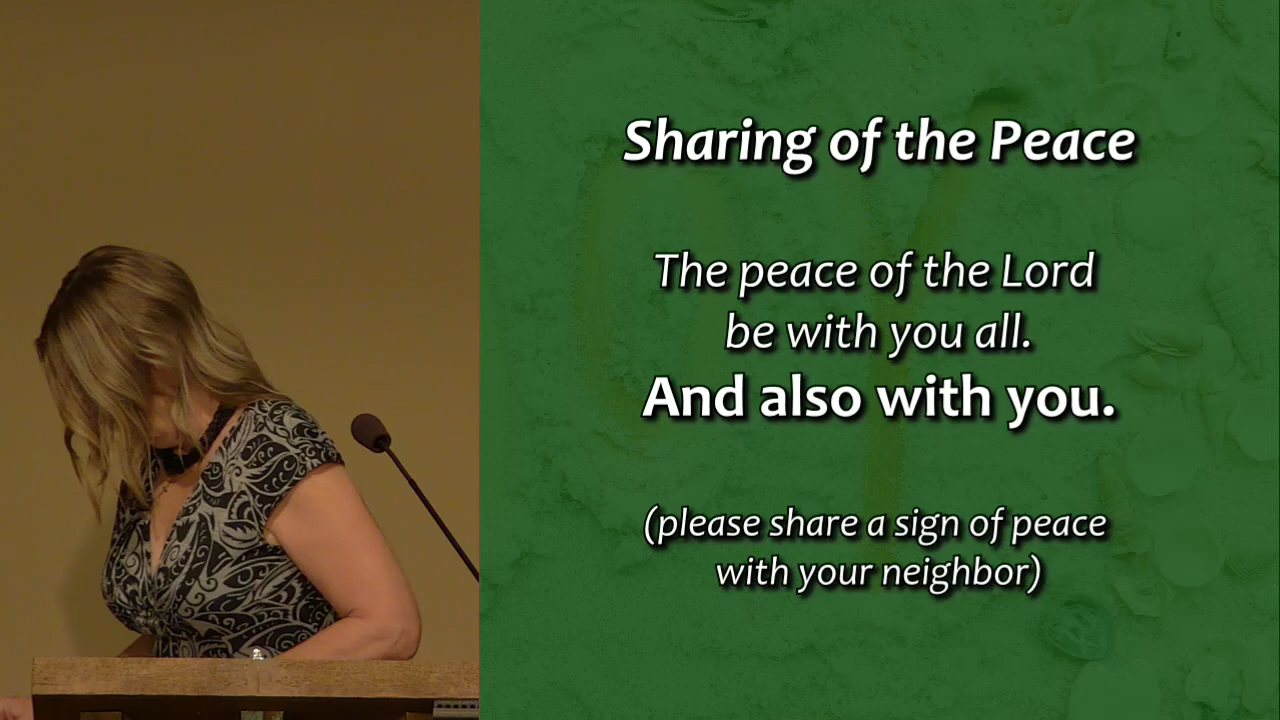 Sharing of the Peace
The peace of the Lord
be with you all.
And also with you.
(please share a sign of peace
with your neighbor)